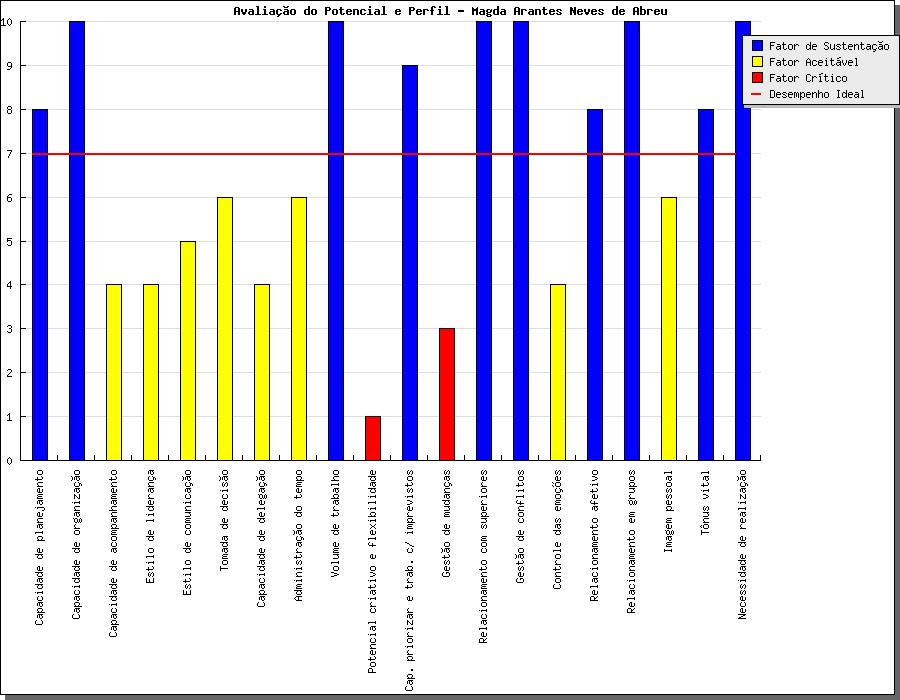 Avaliação do Potencial e Perfil - Magda Arantes Neves de Abreu
10
9
8
7
6
5
4
3
2
1
0
Fator de Sustentação
Fator Aceitável
Fator Crítico
Desempenho Ideal
Capacidade de planejamento
Capacidade de organização
Capacidade de acompanhamento
Estilo de liderança
Estilo de comunicação
Tomada de decisão
Capacidade de delegação
Administração do tempo
Volume de trabalho
Potencial criativo e flexibilidade
Cap. priorizar e trab. c/ imprevistos
Gestão de mudanças
Relacionamento com superiores
Gestão de conflitos
Controle das emoções
Relacionamento afetivo
Relacionamento em grupos
Imagem pessoal
Tônus vital
Necessidade de realização